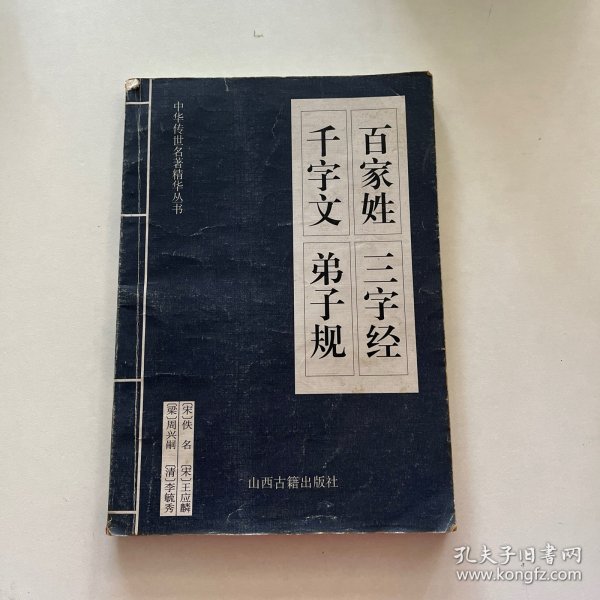 中华传世名著精华丛书
百家姓 三字经
千字文 弟子规
〔宋〕佚 名 〔宋〕王应麟
〔梁〕周兴嗣 〔清〕李毓秀
山西古籍出版社
孔夫子旧书网
www.kongfz.com